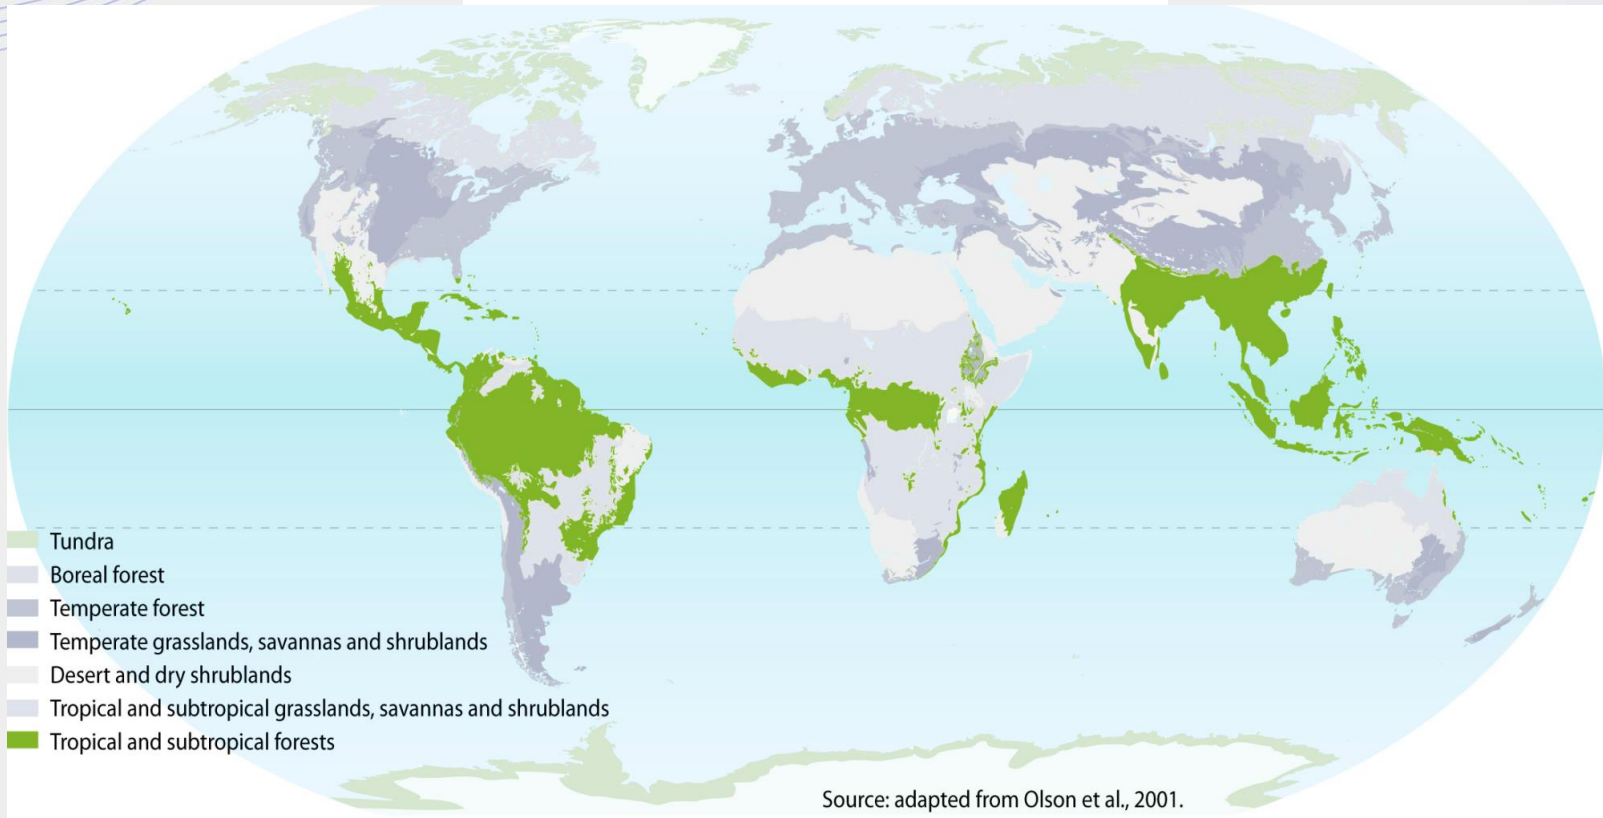 Tundra
Boreal forest
Temperate forest
Temperate grasslands, savannas and shrublands
Desert and dry shrublands
Tropical and subtropical grasslands, savannas and shrublands
Tropical and subtropical forests
Source: adapted from Olson et al., 2001.